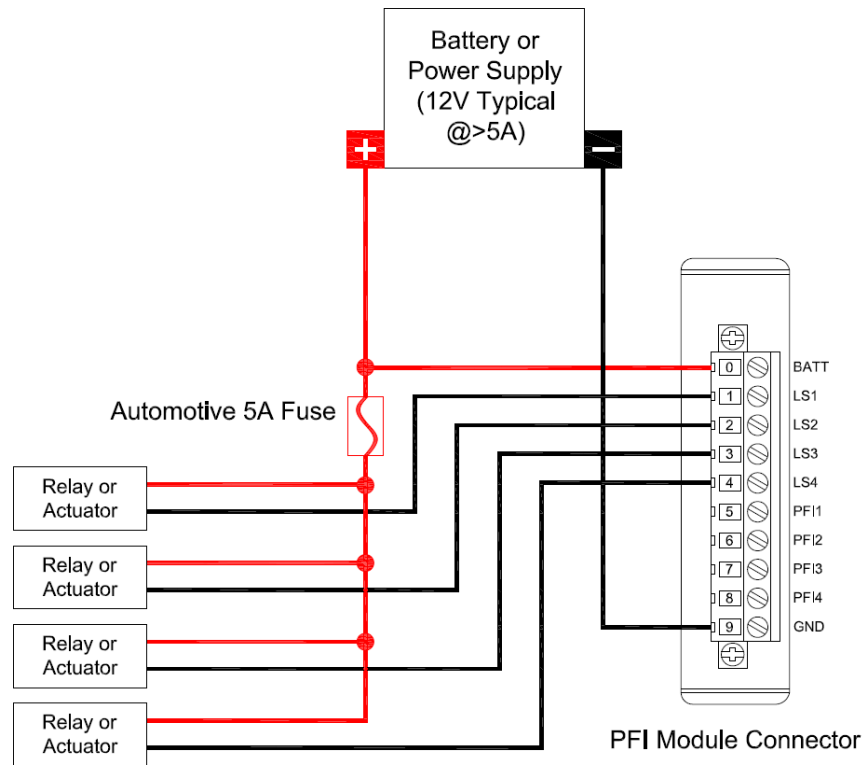 Battery or
Power Supply
(12V Typical
@>5A)
+
−
Automotive 5A Fuse
Relay or
Actuator
Relay or
Actuator
Relay or
Actuator
Relay or
Actuator
0 BATT
1 LS1
2 LS2
3 LS3
4 LS4
5 PFI1
6 PFI2
7 PFI3
8 PFI4
9 GND
PFI Module Connector